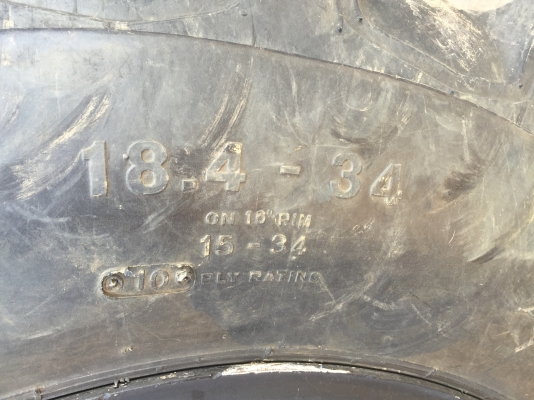 18.4 - 34
ON 16" RIM
15 - 34
10 PLY RATING